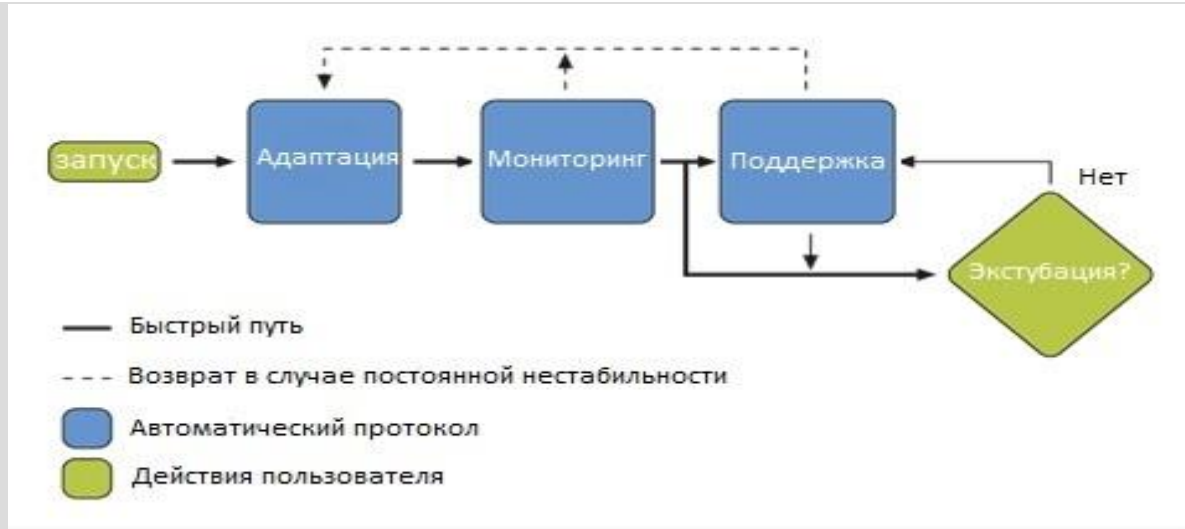 запуск
Адаптация
Мониторинг
Поддержка
Нет
Экстубация?
Быстрый путь
Возврат в случае постоянной нестабильности
Автоматический протокол
Действия пользователя